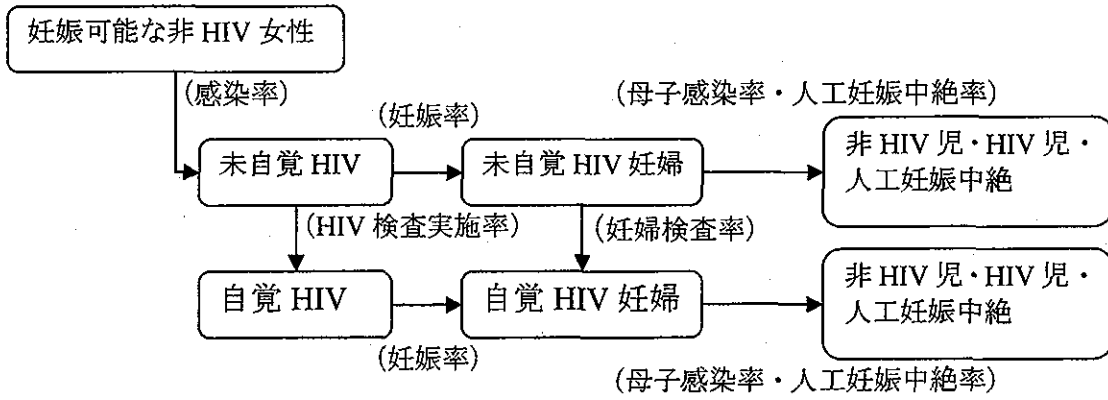 妊娠可能な非 HIV 女性
(感染率)
(妊娠率)
(母子感染率・人工妊娠中絶率)
未自覚 HIV
未自覚 HIV 妊婦
非 HIV 児・HIV 児・
人工妊娠中絶
(HIV 検査実施率)
(妊婦検査率)
自覚 HIV
自覚 HIV 妊婦
非 HIV 児・HIV 児・
人工妊娠中絶
(妊娠率)
(母子感染率・人工妊娠中絶率)